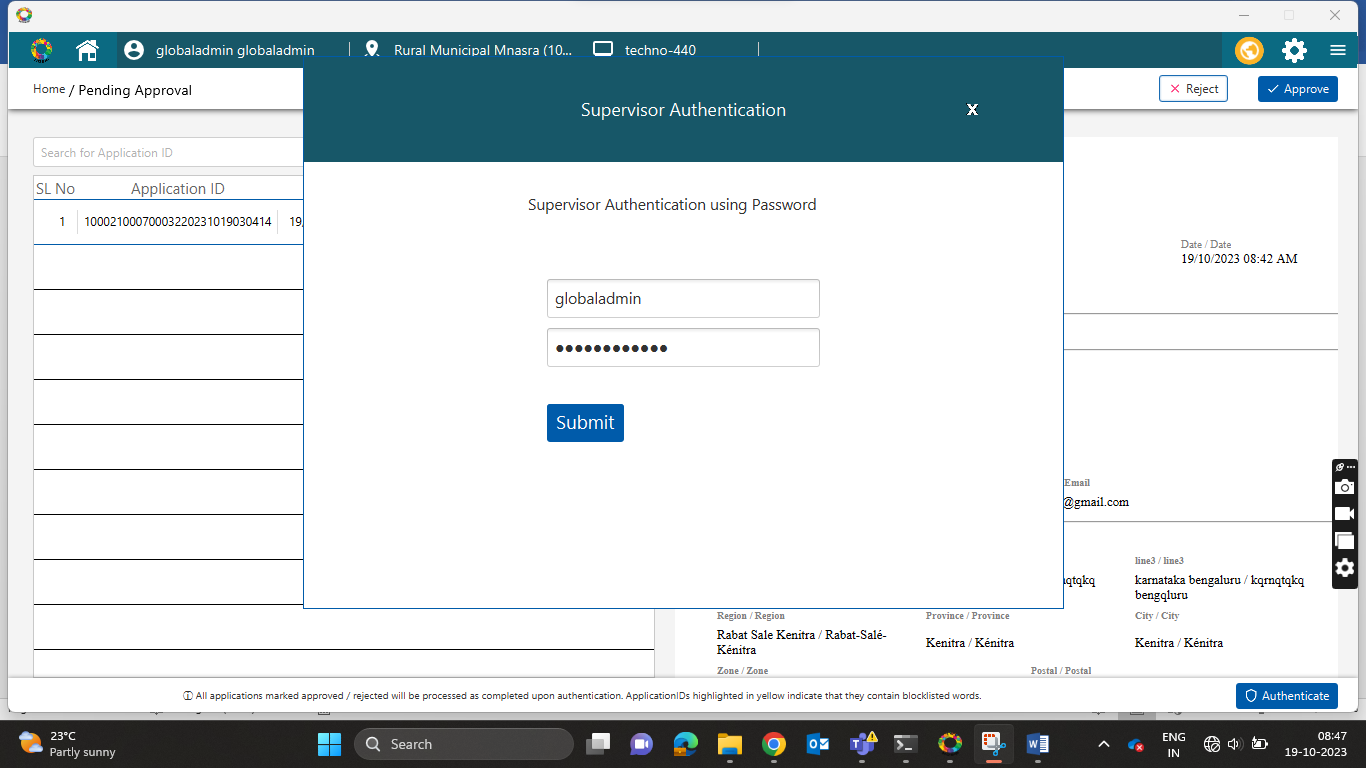 globaladmin globaladmin
Rural Municipal Mnasra (10...
techno-440
Home / Pending Approval
Reject
Approve
Supervisor Authentication
X
Search for Application ID
SL No Application ID
1 10002100070003220231019030414 19,
Supervisor Authentication using Password
globaladmin
Submit
Date / Date
19/10/2023 08:42 AM
/Email
@gmail.com
line3 / line3
karnataka bengaluru / kqrnqtqkq
bengqluru
Region / Region Province / Province City / City
Rabat Sale Kenitra / Rabat-Salé-
Kénitra
Kenitra / Kénitra
Kenitra / Kénitra
Zone / Zone Postal / Postal
All applications marked approved / rejected will be processed as completed upon authentication. ApplicationIDs highlighted in yellow indicate that they contain blocklisted words.
Authenticate
23°C
Partly sunny
Search
ENG
IN
08:47
19-10-2023